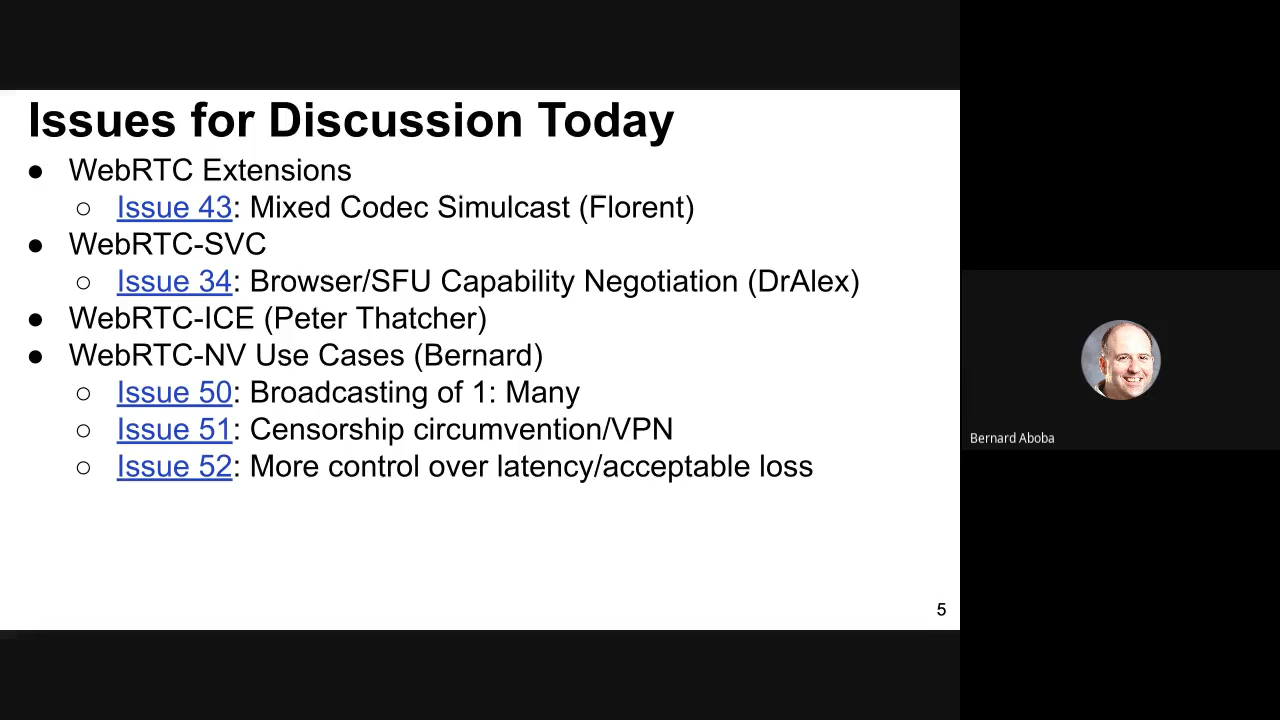 Issues for Discussion Today
● WebRTC Extensions
○ Issue 43: Mixed Codec Simulcast (Florent)
● WebRTC-SVC
○ Issue 34: Browser/SFU Capability Negotiation (DrAlex)
● WebRTC-ICE (Peter Thatcher)
● WebRTC-NV Use Cases (Bernard)
○ Issue 50: Broadcasting of 1: Many
○ Issue 51: Censorship circumvention/VPN
○ Issue 52: More control over latency/acceptable loss
5
Bernard Aboba